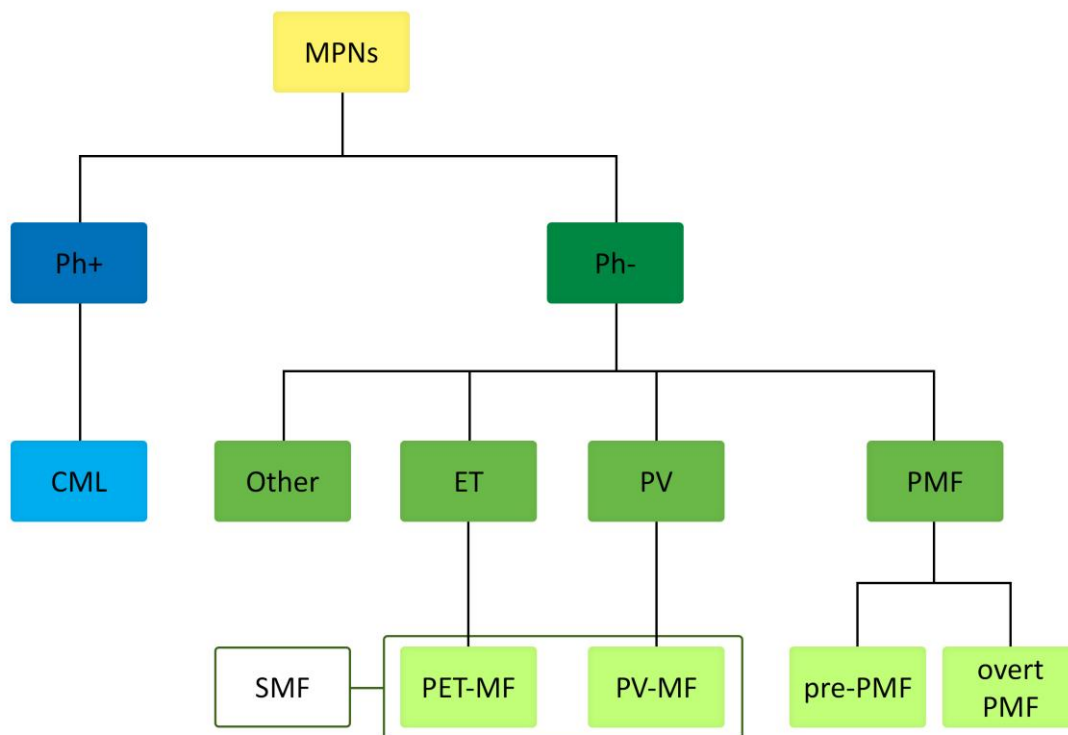 MPNs
Ph+
Ph-
CML
Other
ET
PV
PMF
SMF
PET-MF
PV-MF
pre-PMF
overt
PMF